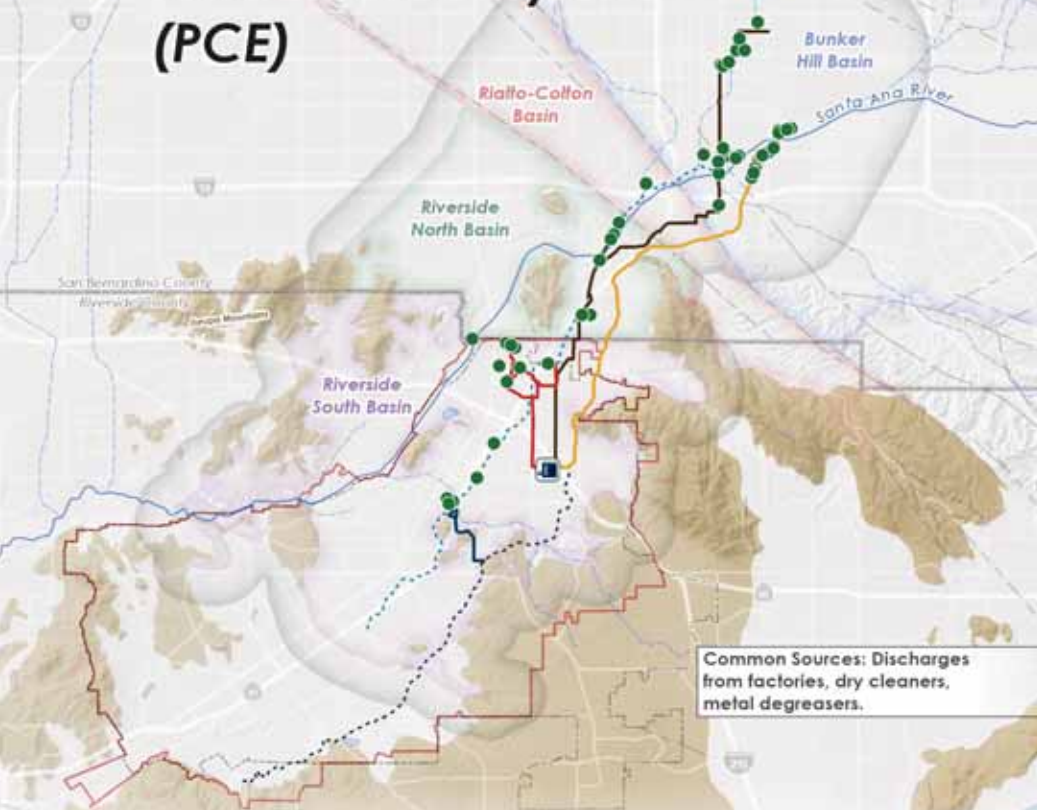 (PCE)
Bunker
Hill Basin
Rialto-Colton
Basin
Santa Ana River
Riverside
North Basin
San Bernardino County
Riverside County
Riverside
South Basin
Common Sources: Discharges
from factories, dry cleaners,
metal degreasers.